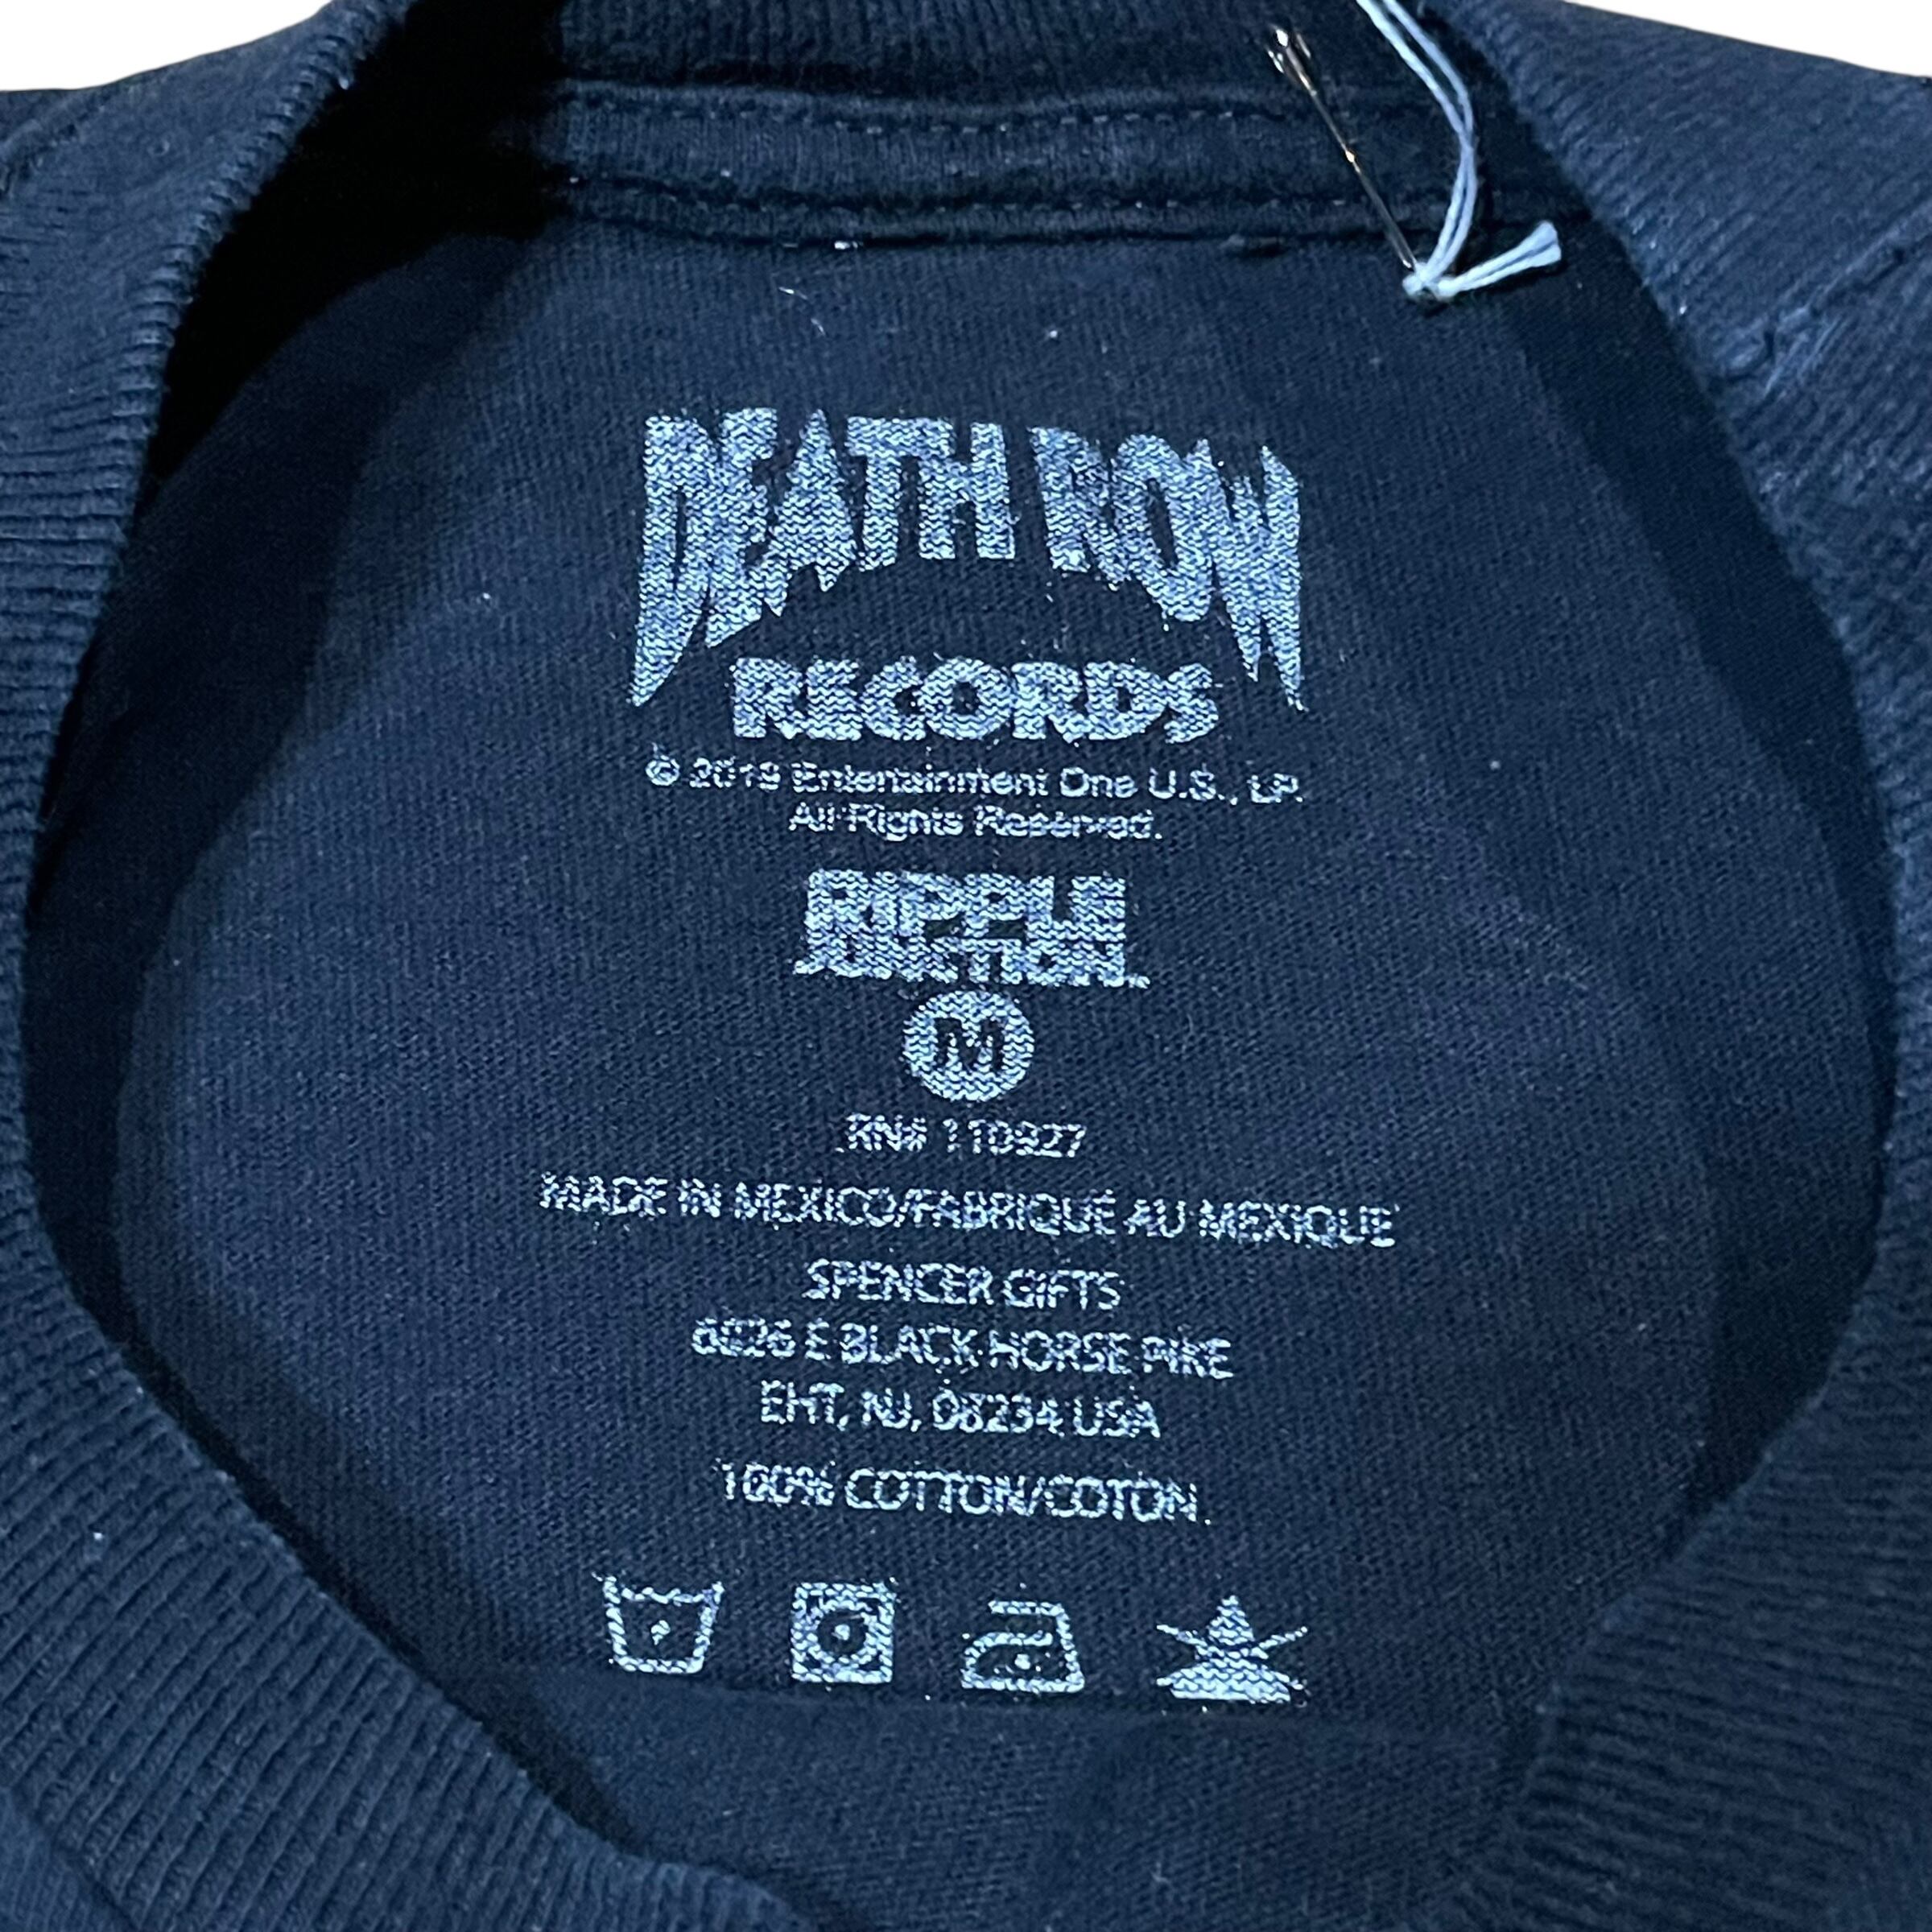 DEATH ROW
RECORDS
© 2019 Entertainment One U.S., LP.
All Rights Reserved.
RIPPLE
JUNCTION
M
RN# 110927
MADE IN MEXICO/FABRIQUÉ AU MEXIQUE
SPENCER GIFTS
6826 E BLACK HORSE PIKE
EHT, NJ, 08234 USA
100% COTTON/COTON